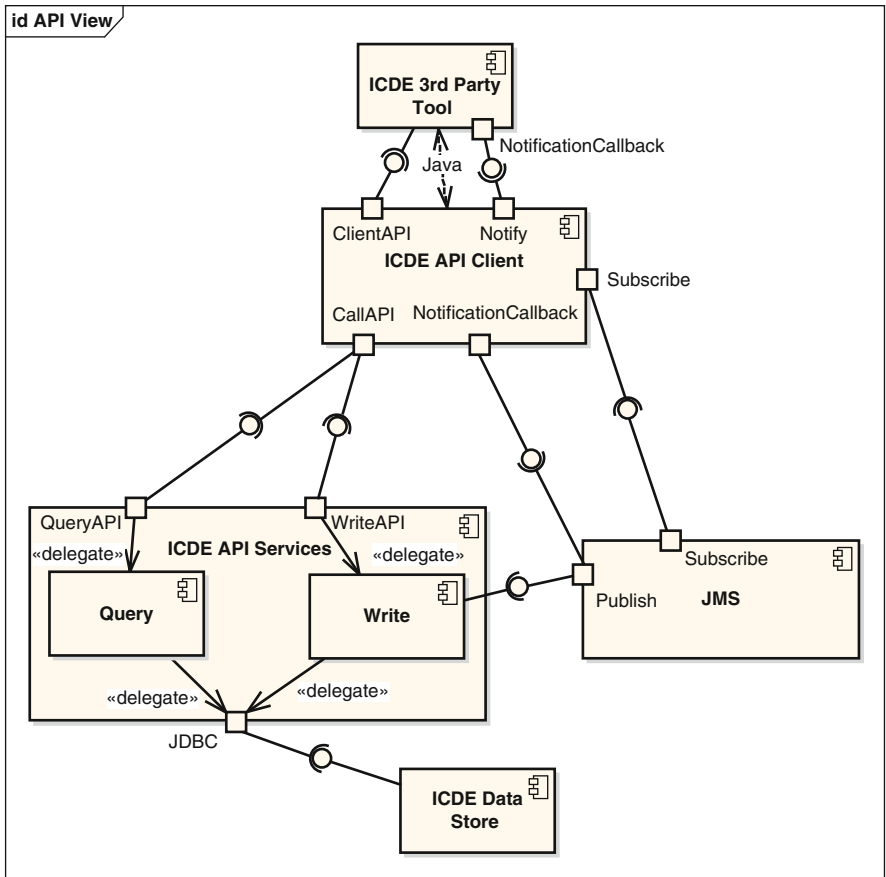 id API View
ICDE 3rd Party
Tool
NotificationCallback
Java
ClientAPI
Notify
ICDE API Client
Subscribe
CallAPI
NotificationCallback
QueryAPI
WriteAPI
«delegate»
ICDE API Services
«delegate»
Subscribe
Query
Write
Publish
JMS
«delegate»
«delegate»
JDBC
ICDE Data
Store